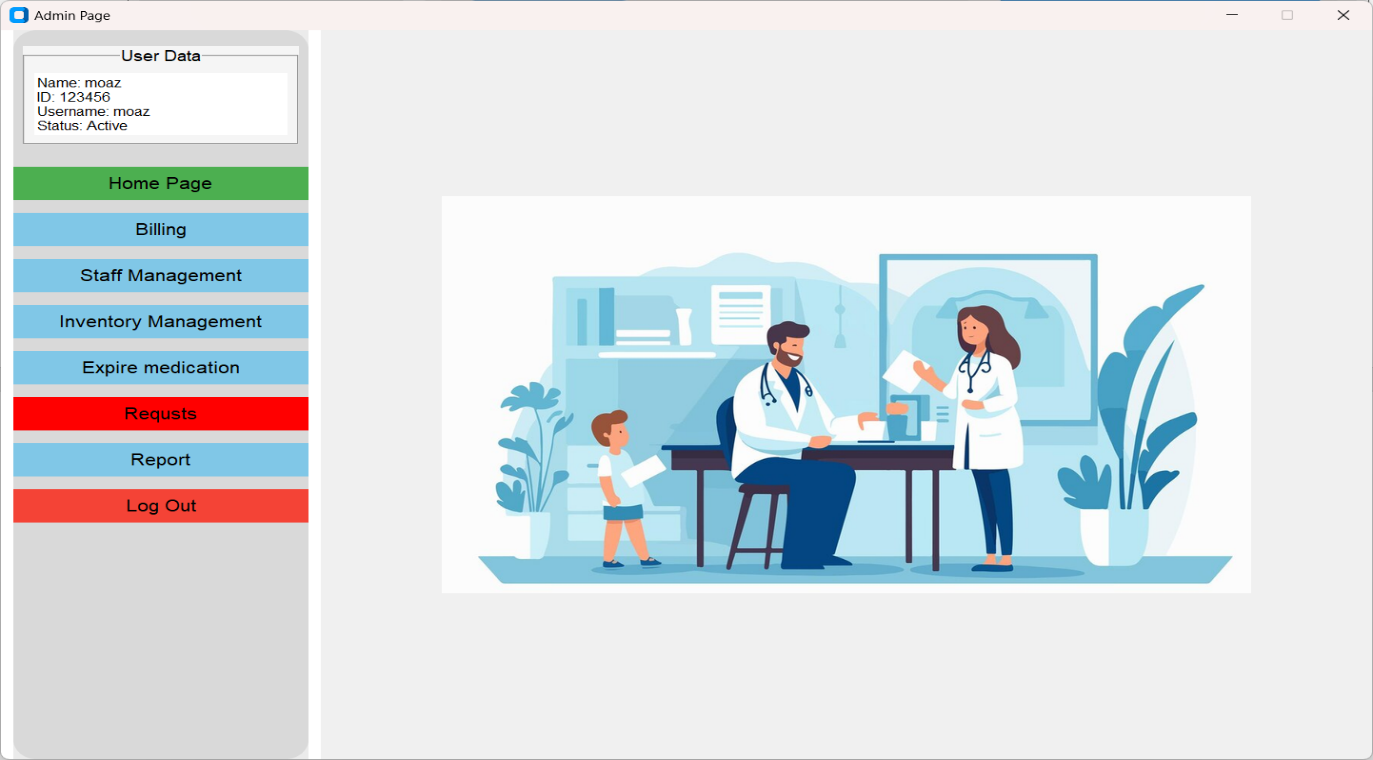 Admin Page
User Data
Name: moaz
ID: 123456
Username: moaz
Status: Active
Home Page
Billing
Staff Management
Inventory Management
Expire medication
Requsts
Report
Log Out